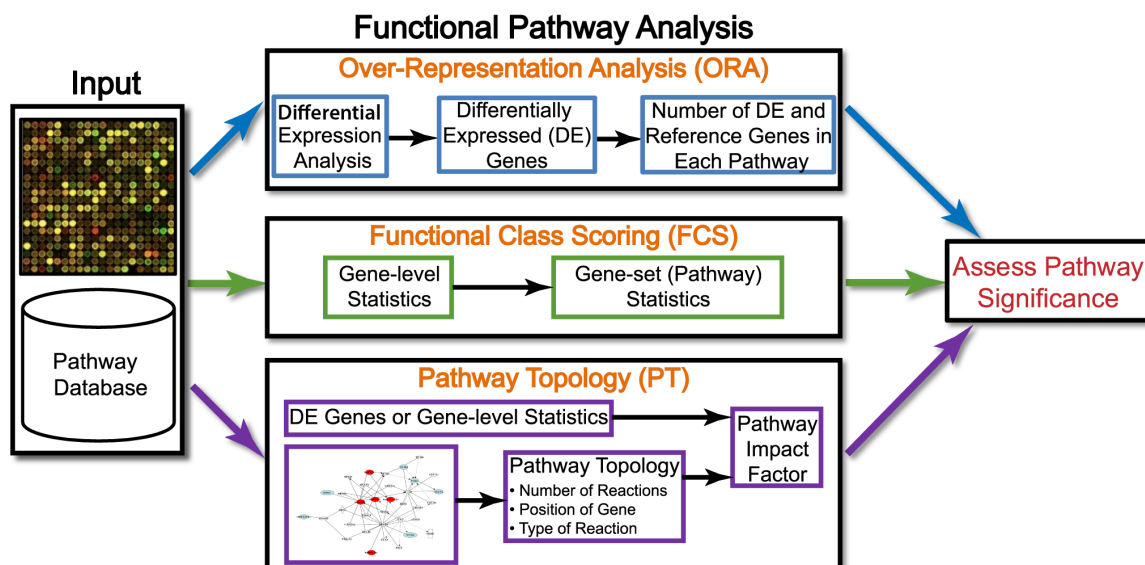 Functional Pathway Analysis
Input
Pathway
Database
Over-Representation Analysis (ORA)
Differential
Expression
Analysis
Differentially
Expressed (DE)
Genes
Number of DE and
Reference Genes in
Each Pathway
Functional Class Scoring (FCS)
Gene-level
Statistics
Gene-set (Pathway)
Statistics
Pathway Topology (PT)
DE Genes or Gene-level Statistics
Pathway Topology
• Number of Reactions
• Position of Gene
• Type of Reaction
Pathway
Impact
Factor
Assess Pathway
Significance